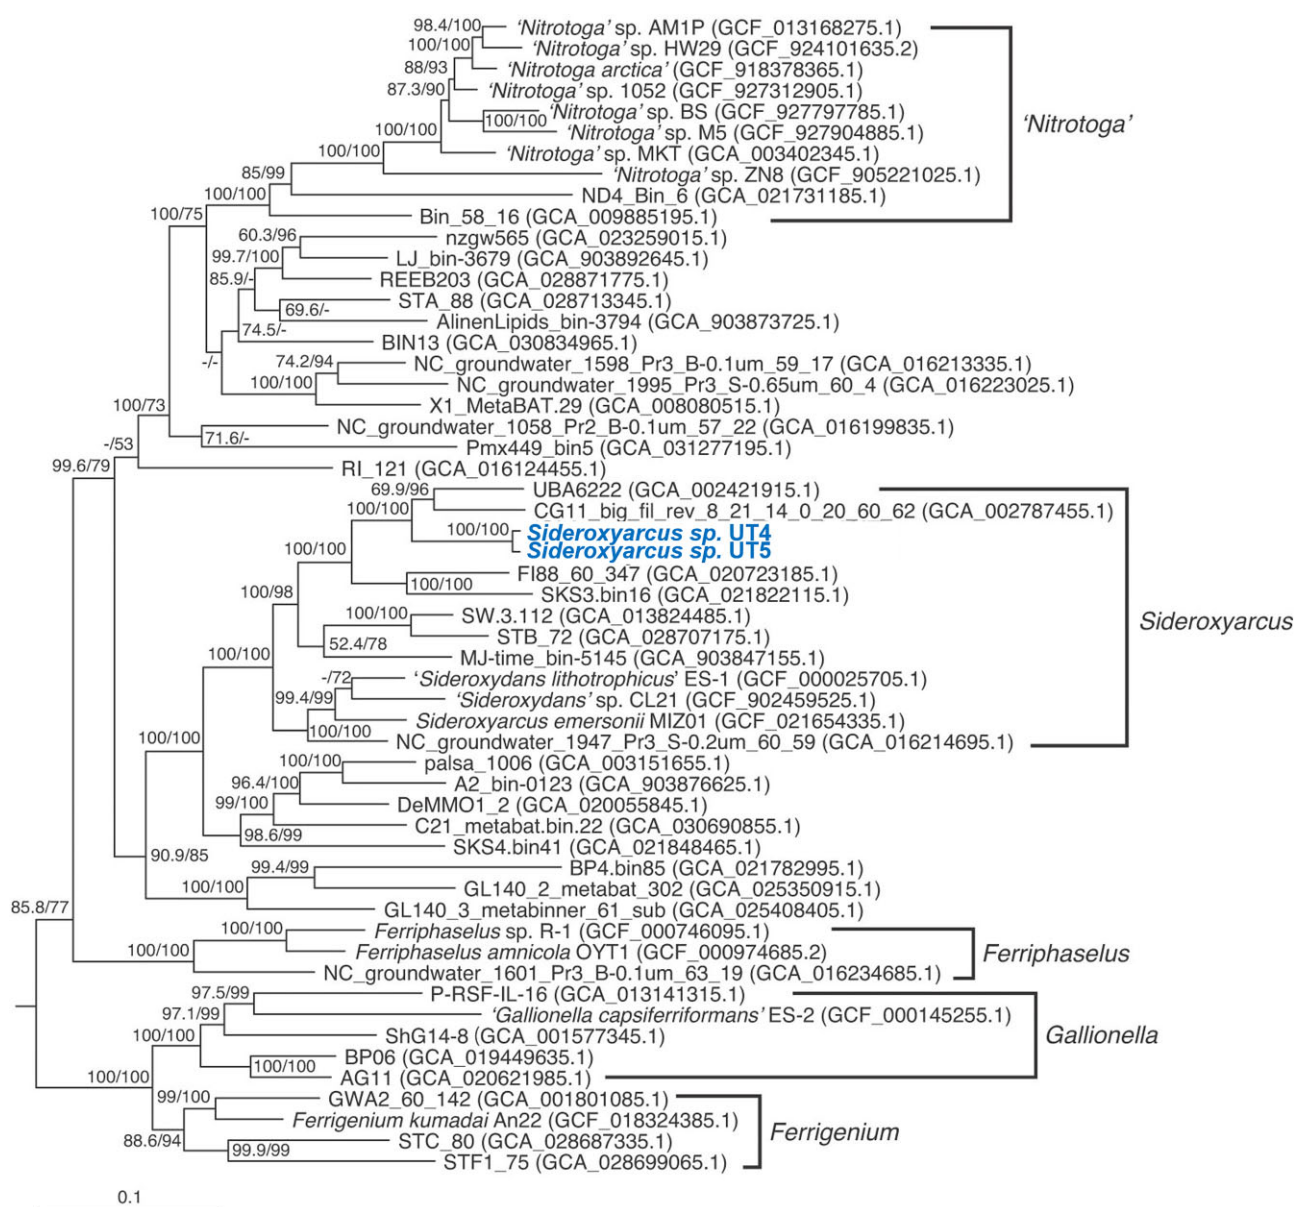 98.4/100
'Nitrotoga' sp. AM1P (GCF_013168275.1)
100/100
'Nitrotoga' sp. HW29 (GCF_924101635.2)
88/93
'Nitrotoga arctica' (GCF_918378365.1)
87.3/90
'Nitrotoga' sp. 1052 (GCF_927312905.1)
'Nitrotoga' sp. BS (GCF_927797785.1)
100/100
'Nitrotoga'
100/100
'Nitrotoga' sp. M5 (GCF_927904885.1)
100/100
'Nitrotoga' sp. MKT (GCA_003402345.1)
85/99
'Nitrotoga' sp. ZN8 (GCF_905221025.1)
100/100
ND4_Bin_6 (GCA_021731185.1)
100/75
Bin_58_16 (GCA_009885195.1)
60.3/96
nzgw565 (GCA_023259015.1)
99.7/100
LJ_bin-3679 (GCA_903892645.1)
85.9/-
REEB203 (GCA_028871775.1)
STA_88 (GCA_028713345.1)
69.6/-
AlinenLipids_bin-3794 (GCA_903873725.1)
74.5/-
BIN13 (GCA_030834965.1)
-/-
74.2/94
NC_groundwater_1598_Pr3_B-0.1um_59_17 (GCA_016213335.1)
100/100
NC_groundwater_1995_Pr3_S-0.65um_60_4 (GCA_016223025.1)
100/73
X1_MetaBAT.29 (GCA_008080515.1)
NC_groundwater_1058_Pr2_B-0.1um_57_22 (GCA_016199835.1)
71.6/-
-/53
Pmx449_bin5 (GCA_031277195.1)
99.6/79
RI_121 (GCA_016124455.1)
69.9/96
UBA6222 (GCA_002421915.1)
100/100
CG11_big_fil_rev_8_21_14_0_20_60_62 (GCA_002787455.1)
100/100
Sideroxyarcus sp. UT4
100/100
Sideroxyarcus sp. UT5
FI88_60_347 (GCA_020723185.1)
100/100
100/98
SKS3.bin16 (GCA_021822115.1)
100/100
SW.3.112 (GCA_013824485.1)
Sideroxyarcus
STB_72 (GCA_028707175.1)
52.4/78
100/100
MJ-time_bin-5145 (GCA_903847155.1)
-/72
'Sideroxydans lithotrophicus' ES-1 (GCF_000025705.1)
99.4/99
'Sideroxydans' sp. CL21 (GCF_902459525.1)
Sideroxyarcus emersonii MIZ01 (GCF_021654335.1)
100/100
100/100
NC_groundwater_1947_Pr3_S-0.2um_60_59 (GCA_016214695.1)
100/100
palsa_1006 (GCA_003151655.1)
96.4/100
A2_bin-0123 (GCA_903876625.1)
99/100
DeMMO1_2 (GCA_020055845.1)
C21_metabat.bin.22 (GCA_030690855.1)
98.6/99
SKS4.bin41 (GCA_021848465.1)
90.9/85
99.4/99
BP4.bin85 (GCA_021782995.1)
100/100
GL140_2_metabat_302 (GCA_025350915.1)
85.8/77
GL140_3_metabinner_61_sub (GCA_025408405.1)
100/100
Ferriphaselus sp. R-1 (GCF_000746095.1)
100/100
Ferriphaselus amnicola OYT1 (GCF_000974685.2)
Ferriphaselus
NC_groundwater_1601_Pr3_B-0.1um_63_19 (GCA_016234685.1)
97.5/99
P-RSF-IL-16 (GCA_013141315.1)
97.1/99
'Gallionella capsiferriformans' ES-2 (GCF_000145255.1)
100/100
ShG14-8 (GCA_001577345.1)
Gallionella
BP06 (GCA_019449635.1)
100/100
100/100
AG11 (GCA_020621985.1)
99/100
GWA2_60_142 (GCA_001801085.1)
Ferrigenium kumadai An22 (GCF_018324385.1)
Ferrigenium
88.6/94
STC_80 (GCA_028687335.1)
99.9/99
STF1_75 (GCA_028699065.1)
0.1